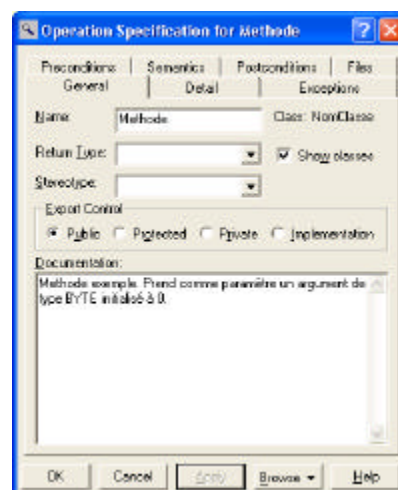 Operation Specification for Methode
Preconditions Semantics Postconditions Files
General Detail Exceptions
Name: Methode Class: NomClasse
Return Type: Show classes
Stereotype:
Export Control
Public Protected Private Implementation
Documentation:
Methode exemple. Prend comme paramètre un argument de
type BYTE initialisé à 0.
OK Cancel Apply Browse Help